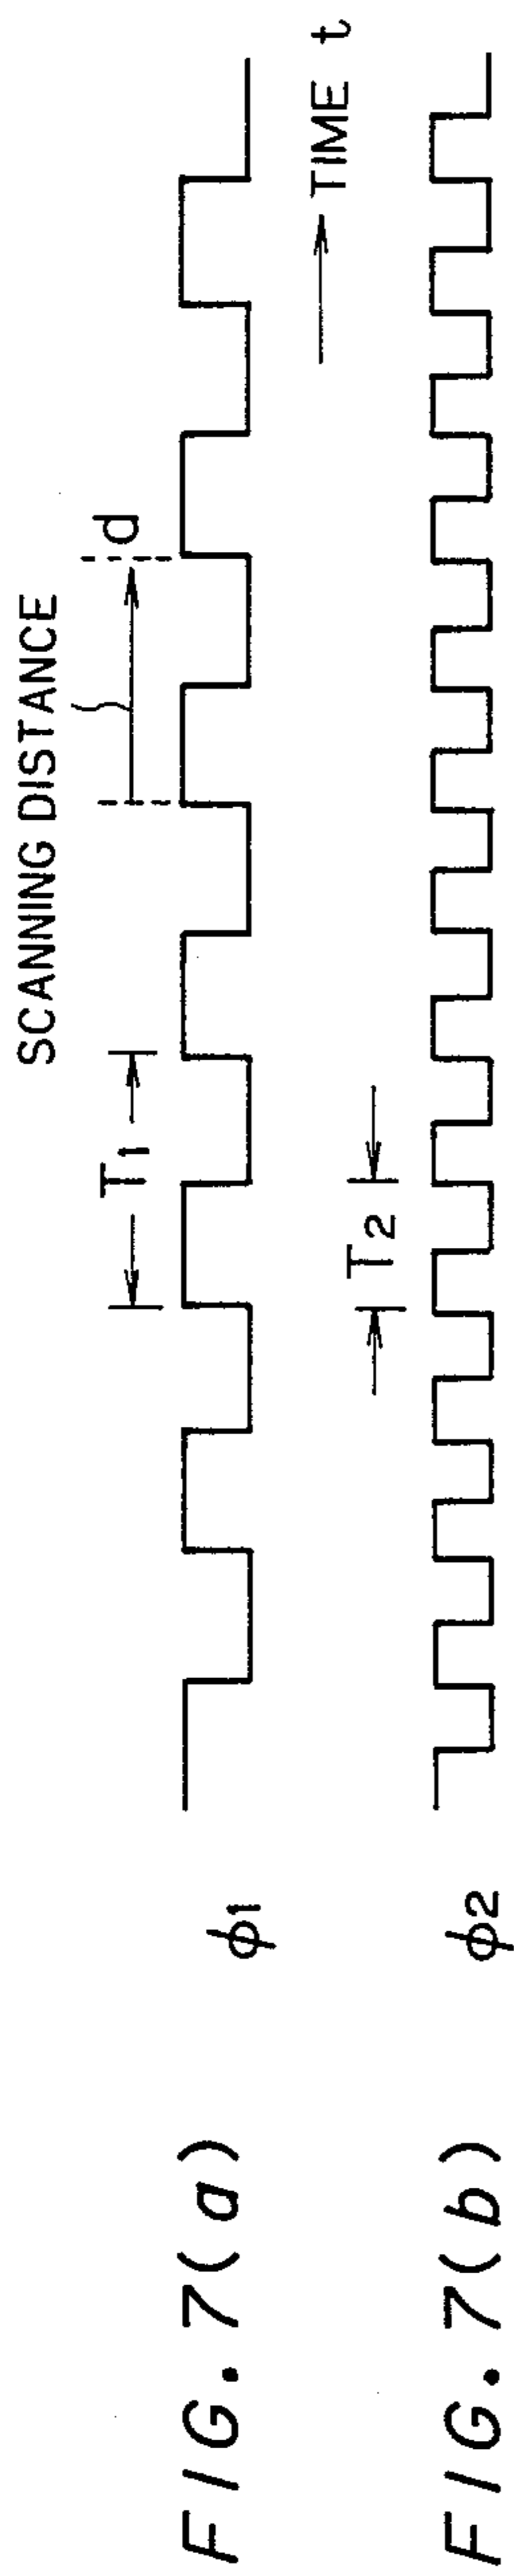 SCANNING DISTANCE
d
T1
FIG. 7(a) φ1
TIME t
T2
FIG. 7(b) φ2